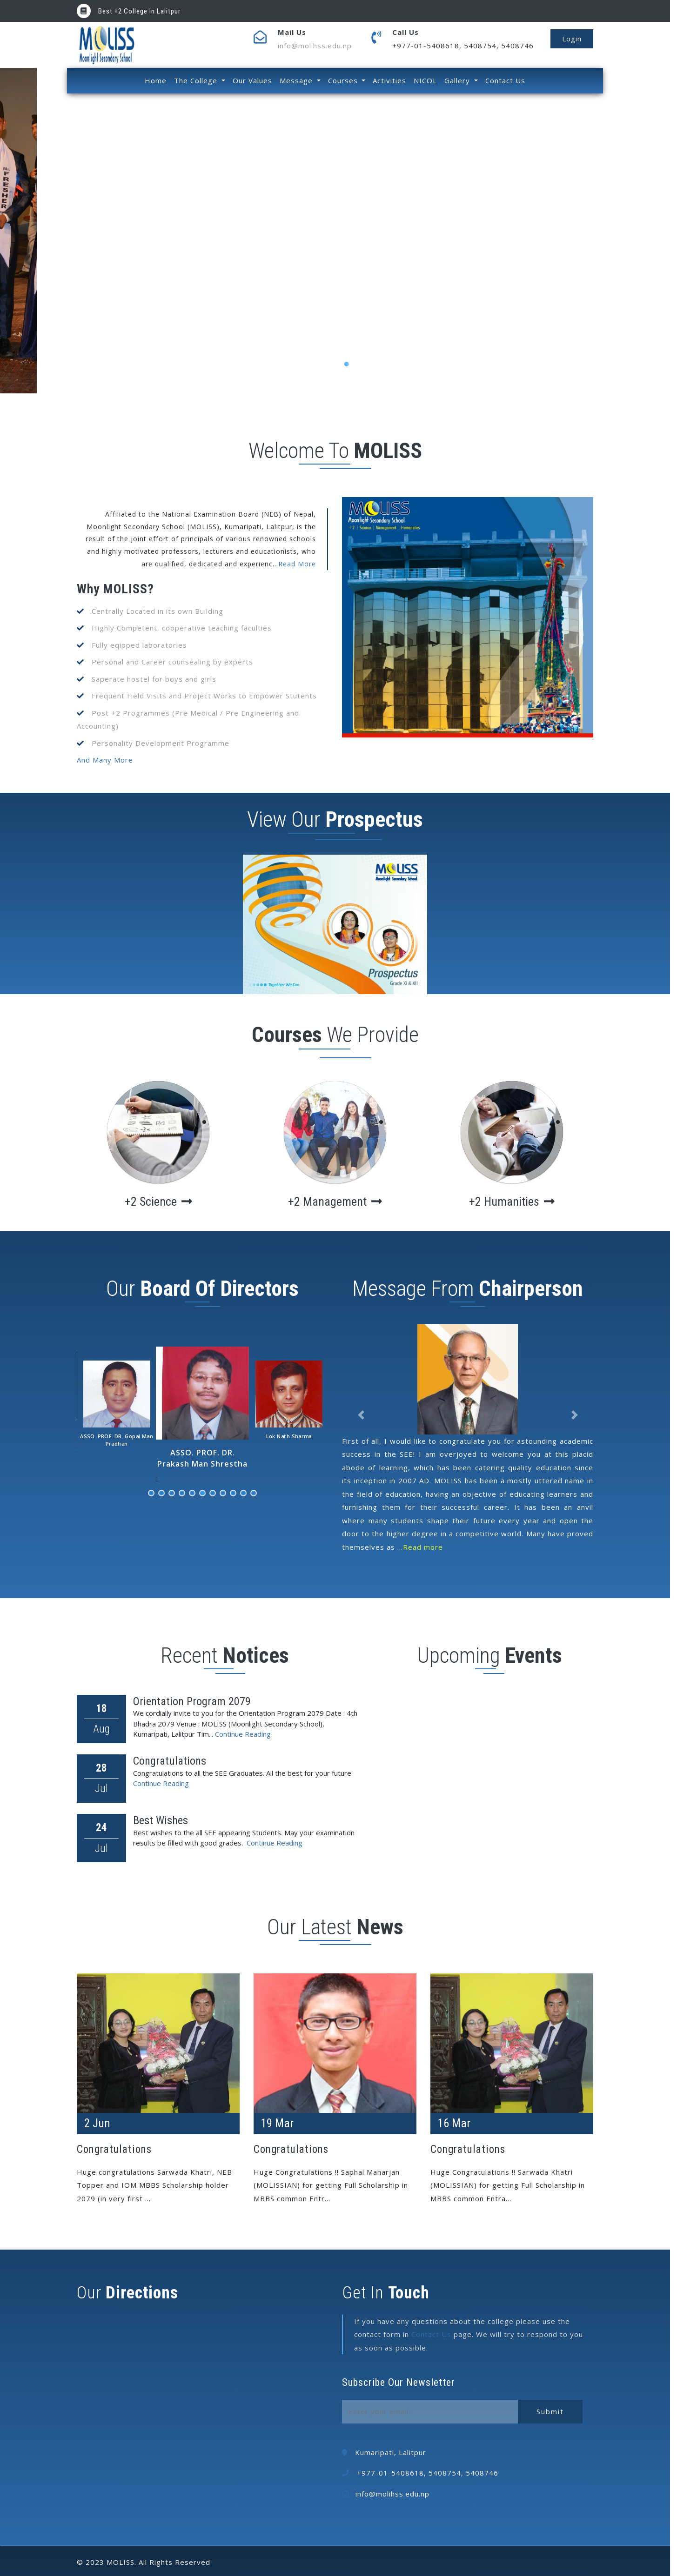 Best +2 College In Lalitpur
MOLISS
Moonlight Secondary School
Mail Us
info@molihss.edu.np
Call Us
+977-01-5408618, 5408754, 5408746
Login
Home The College Our Values Message Courses Activities NICOL Gallery Contact Us
FRESHER
Welcome To MOLISS
Affiliated to the National Examination Board (NEB) of Nepal,
Moonlight Secondary School (MOLISS), Kumaripati, Lalitpur, is the
result of the joint effort of principals of various renowned schools
and highly motivated professors, lecturers and educationists, who
are qualified, dedicated and experienc...Read More
Why MOLISS?
Centrally Located in its own Building
Highly Competent, cooperative teaching faculties
Fully eqipped laboratories
Personal and Career counsealing by experts
Saperate hostel for boys and girls
Frequent Field Visits and Project Works to Empower Stutents
Post +2 Programmes (Pre Medical / Pre Engineering and
Accounting)
Personality Development Programme
And Many More
MOLISS
Moonlight Secondary School
+2 | Science | Management | Humanities
View Our Prospectus
MOLISS
Moonlight Secondary School
Prospectus
Grade XI & XII
Together We Can
Courses We Provide
+2 Science
+2 Management
+2 Humanities
Our Board Of Directors
ASSO. PROF. DR. Gopal Man
Pradhan
ASSO. PROF. DR.
Prakash Man Shrestha
Lok Nath Sharma
Message From Chairperson
First of all, I would like to congratulate you for astounding academic
success in the SEE! I am overjoyed to welcome you at this placid
abode of learning, which has been catering quality education since
its inception in 2007 AD. MOLISS has been a mostly uttered name in
the field of education, having an objective of educating learners and
furnishing them for their successful career. It has been an anvil
where many students shape their future every year and open the
door to the higher degree in a competitive world. Many have proved
themselves as ...Read more
Recent Notices
18
Aug
Orientation Program 2079
We cordially invite to you for the Orientation Program 2079 Date : 4th
Bhadra 2079 Venue : MOLISS (Moonlight Secondary School),
Kumaripati, Lalitpur Tim... Continue Reading
28
Jul
Congratulations
Congratulations to all the SEE Graduates. All the best for your future
Continue Reading
24
Jul
Best Wishes
Best wishes to the all SEE appearing Students. May your examination
results be filled with good grades. Continue Reading
Upcoming Events
Our Latest News
2 Jun
Congratulations
Huge congratulations Sarwada Khatri, NEB
Topper and IOM MBBS Scholarship holder
2079 (in very first ...
19 Mar
Congratulations
Huge Congratulations !! Saphal Maharjan
(MOLISSIAN) for getting Full Scholarship in
MBBS common Entr...
16 Mar
Congratulations
Huge Congratulations !! Sarwada Khatri
(MOLISSIAN) for getting Full Scholarship in
MBBS common Entra...
Our Directions
Get In Touch
If you have any questions about the college please use the
contact form in Contact Us page. We will try to respond to you
as soon as possible.
Subscribe Our Newsletter
Submit
Kumaripati, Lalitpur
+977-01-5408618, 5408754, 5408746
info@molihss.edu.np
© 2023 MOLISS. All Rights Reserved